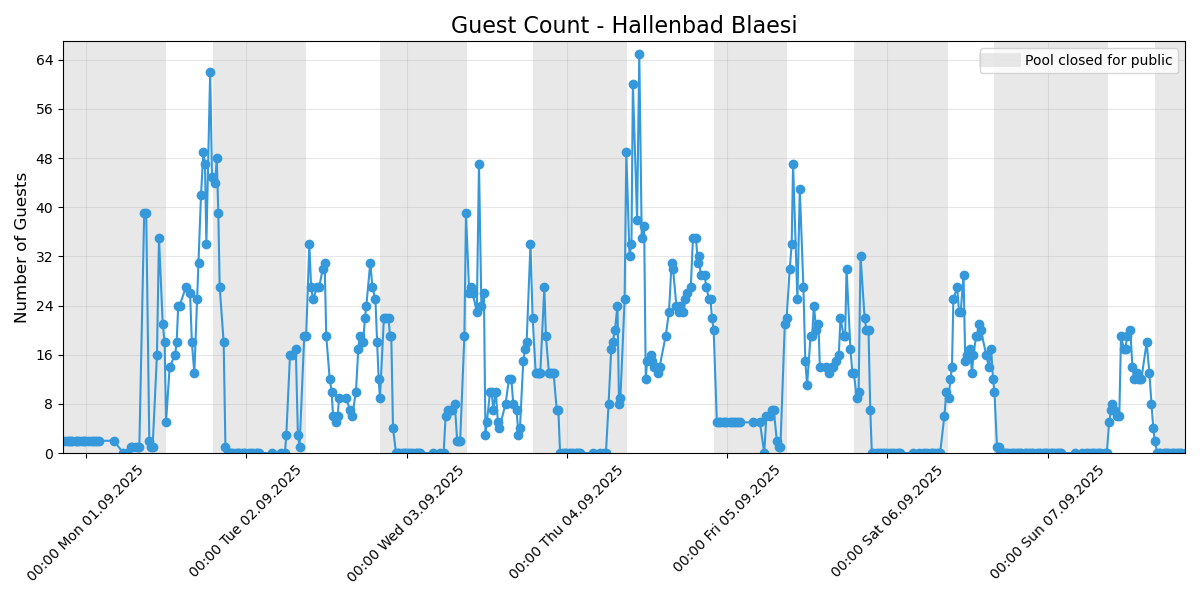 Guest Count - Hallenbad Blaesi
Pool closed for public
Number of Guests
64
56
48
40
32
24
16
8
0
00:00 Mon 01.09.2025
00:00 Tue 02.09.2025
00:00 Wed 03.09.2025
00:00 Thu 04.09.2025
00:00 Fri 05.09.2025
00:00 Sat 06.09.2025
00:00 Sun 07.09.2025